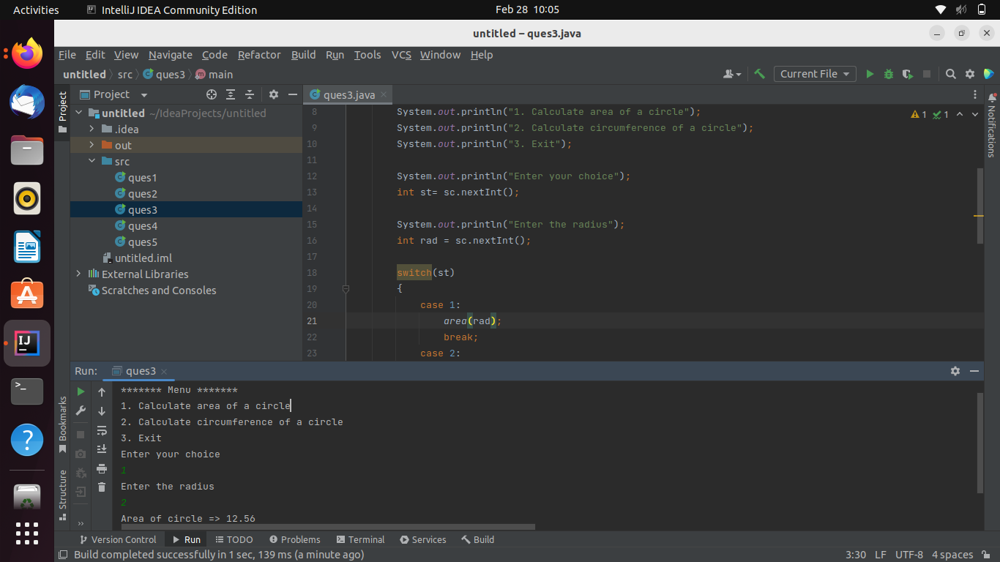 Activities IntelliJ IDEA Community Edition Feb 28 10:05
untitled – ques3.java
File Edit View Navigate Code Refactor Build Run Tools VCS Window Help
untitled src ques3 main Current File
Project ques3.java
Project
Notifications
untitled ~/IdeaProjects/untitled
.idea
out
src
ques1
ques2
ques3
ques4
ques5
untitled.iml
External Libraries
Scratches and Consoles
1 1
8 System.out.println("1. Calculate area of a circle");
9 System.out.println("2. Calculate circumference of a circle");
10 System.out.println("3. Exit");
11
12 System.out.println("Enter your choice");
13 int st= sc.nextInt();
14
15 System.out.println("Enter the radius");
16 int rad = sc.nextInt();
17
18 switch(st)
19 {
20 case 1:
21 area(rad);
22 break;
23 case 2:
Run: ques3
******* Menu *******
1. Calculate area of a circle
2. Calculate circumference of a circle
3. Exit
Enter your choice
1
Enter the radius
2
Area of circle => 12.56
Bookmarks
Structure
Version Control Run TODO Problems Terminal Services Build
Build completed successfully in 1 sec, 139 ms (a minute ago) 3:30 LF UTF-8 4 spaces